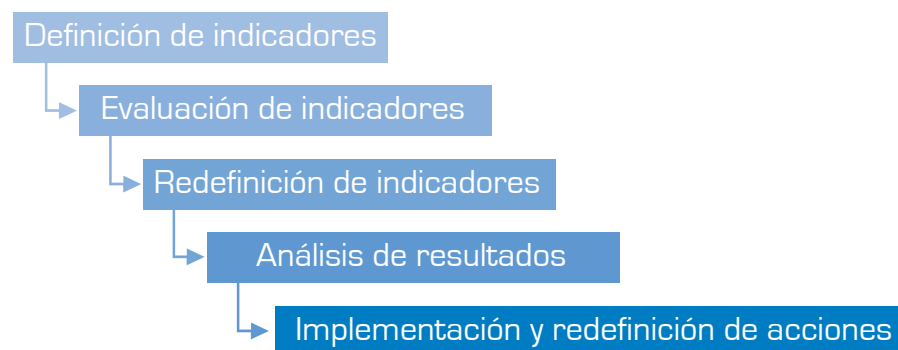 Definición de indicadores
Evaluación de indicadores
Redefinición de indicadores
Análisis de resultados
Implementación y redefinición de acciones